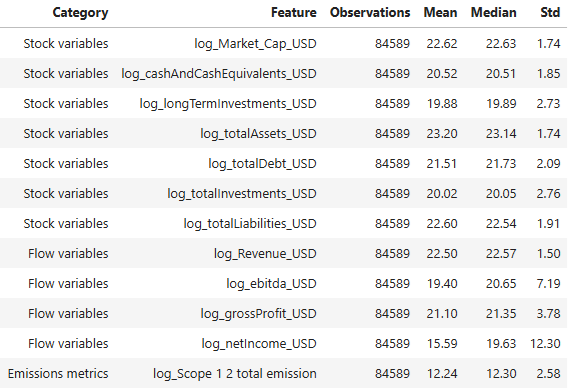 Category Feature Observations Mean Median Std
Stock variables log_Market_Cap_USD 84589 22.62 22.63 1.74
Stock variables log_cashAndCashEquivalents_USD 84589 20.52 20.51 1.85
Stock variables log_longTermInvestments_USD 84589 19.88 19.89 2.73
Stock variables log_totalAssets_USD 84589 23.20 23.14 1.74
Stock variables log_totalDebt_USD 84589 21.51 21.73 2.09
Stock variables log_totalInvestments_USD 84589 20.02 20.05 2.76
Stock variables log_totalLiabilities_USD 84589 22.60 22.54 1.91
Flow variables log_Revenue_USD 84589 22.50 22.57 1.50
Flow variables log_ebitda_USD 84589 19.40 20.65 7.19
Flow variables log_grossProfit_USD 84589 21.10 21.35 3.78
Flow variables log_netIncome_USD 84589 15.59 19.63 12.30
Emissions metrics log_Scope 1 2 total emission 84589 12.24 12.30 2.58